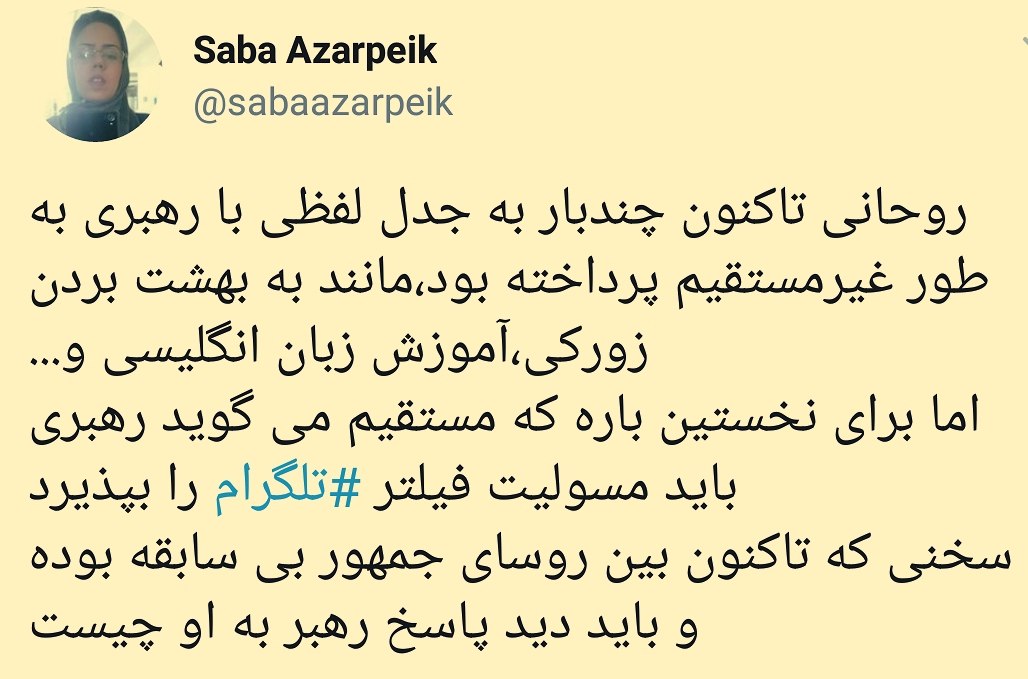 Saba Azarpeik
@sabaazarpeik
روحانی تاکنون چندبار به جدل لفظی با رهبری به
طور غیرمستقیم پرداخته بود،مانند به بهشت بردن
زورکی،آموزش زبان انگلیسی و...
اما برای نخستین باره که مستقیم می گوید رهبری
باید مسولیت فیلتر #تلگرام را بپذیرد
سخنی که تاکنون بین روسای جمهور بی سابقه بوده
و باید دید پاسخ رهبر به او چیست